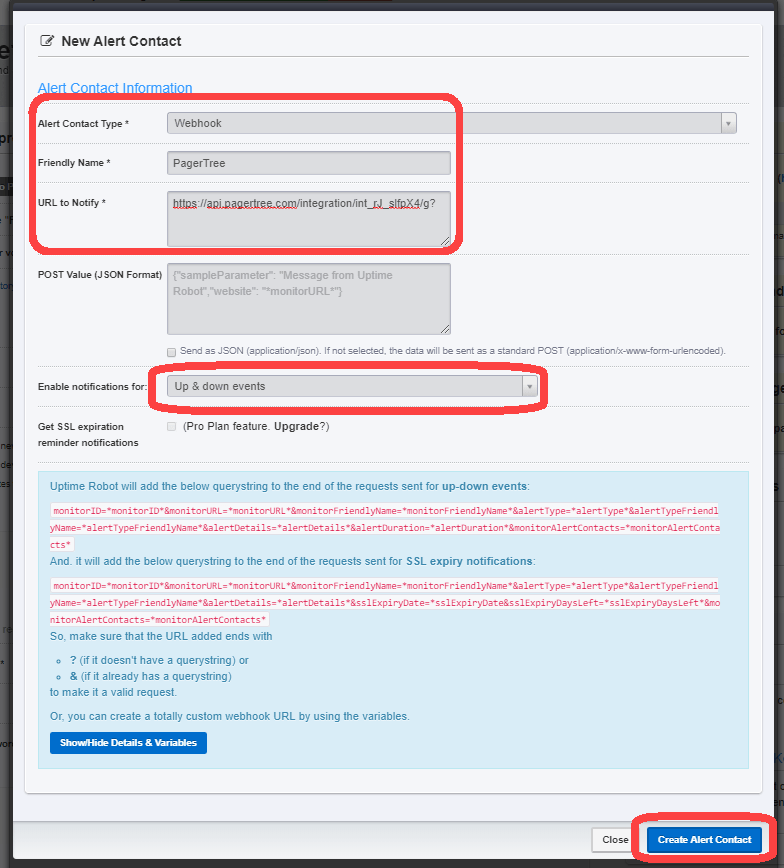 New Alert Contact
Alert Contact Information
Alert Contact Type *
Webhook
Friendly Name *
PagerTree
URL to Notify *
https://api.pagertree.com/integration/int_rJ_slfpX4/g?
POST Value (JSON Format)
{"sampleParameter": "Message from Uptime
Robot","website": "*monitorURL*"}
Send as JSON (application/json). If not selected, the data will be sent as a standard POST (application/x-www-form-urlencoded).
Enable notifications for:
Up & down events
Get SSL expiration
reminder notifications
(Pro Plan feature. Upgrade?)
Uptime Robot will add the below querystring to the end of the requests sent for up-down events:
monitorID=*monitorID*&monitorURL=*monitorURL*&monitorFriendlyName=*monitorFriendlyName*&alertType=*alertType*&alertTypeFriendl
yName=*alertTypeFriendlyName*&alertDetails=*alertDetails*&alertDuration=*alertDuration*&monitorAlertContacts=*monitorAlertConta
cts*
And. it will add the below querystring to the end of the requests sent for SSL expiry notifications:
monitorID=*monitorID*&monitorURL=*monitorURL*&monitorFriendlyName=*monitorFriendlyName*&alertType=*alertType*&alertTypeFriendl
yName=*alertTypeFriendlyName*&alertDetails=*alertDetails*&sslExpiryDate=*sslExpiryDate&sslExpiryDaysLeft=*sslExpiryDaysLeft*&mo
nitorAlertContacts=*monitorAlertContacts*
So, make sure that the URL added ends with
? (if it doesn't have a querystring) or
& (if it already has a querystring)
to make it a valid request.
Or, you can create a totally custom webhook URL by using the variables.
Show/Hide Details & Variables
Close
Create Alert Contact